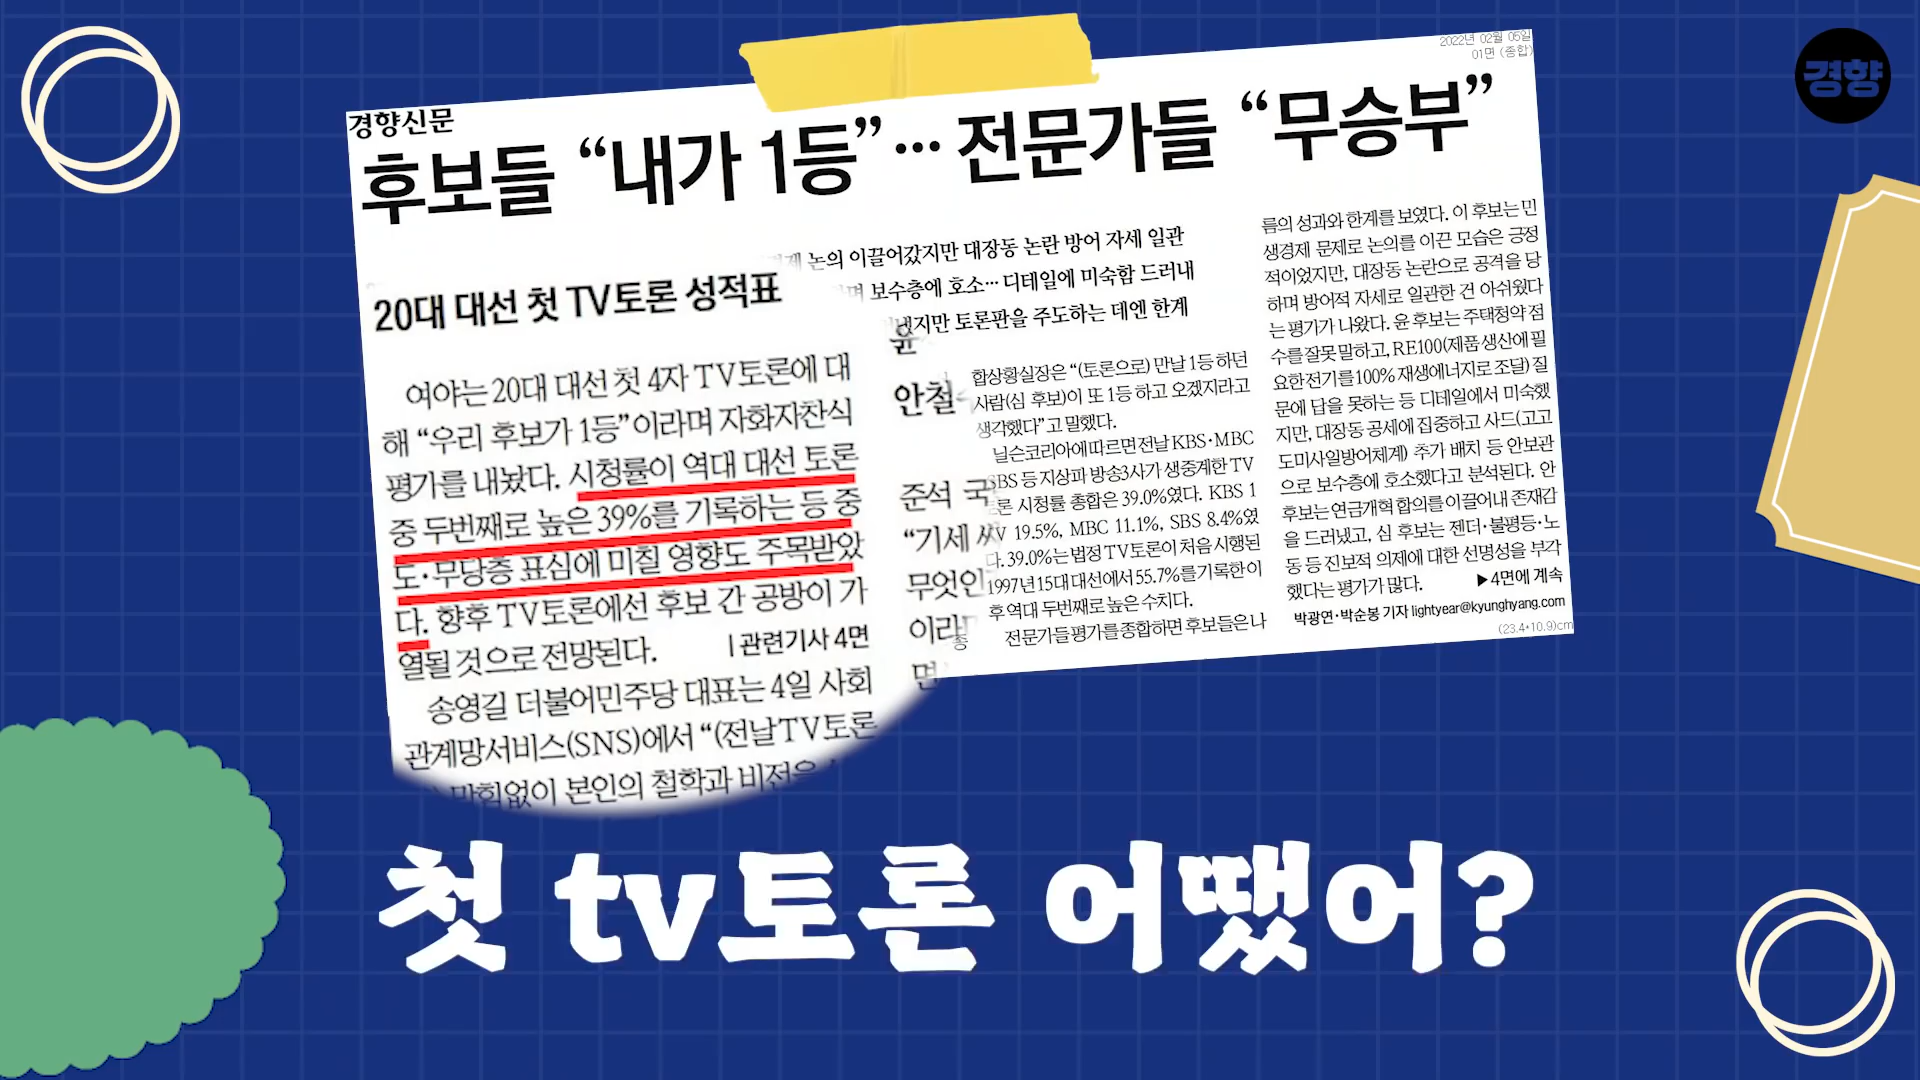 2022년 02월 05일
01면 (종합)
경향
경향신문
후보들 “내가 1등”… 전문가들 “무승부”
논의 이끌어갔지만 대장동 논란 방어 자세 일관
보수층에 호소… 디테일에 미숙함 드러내
토론판을 주도하는 데엔 한계
20대 대선 첫 TV토론 성적표
여야는 20대 대선 첫 4자 TV토론에 대
해 “우리 후보가 1등”이라며 자화자찬식
평가를 내놨다. 시청률이 역대 대선 토론
중 두번째로 높은 39%를 기록하는 등 중
도·무당층 표심에 미칠 영향도 주목받았
다. 향후 TV토론에선 후보 간 공방이 가
열될 것으로 전망된다.
| 관련기사 4면
송영길 더불어민주당 대표는 4일 사회
관계망서비스(SNS)에서 “(전날 TV토론
막힘없이 본인의 철학과 비전을
윤
안철
준석 국
“기세
무엇인
이라
면
합상황실장은 “(토론으로) 만날 1등 하던
사람(심 후보)이 또 1등 하고 오겠지라고
생각했다”고 말했다.
닐슨코리아에 따르면 전날 KBS·MBC
SBS 등 지상파 방송3사가 생중계한 TV
론 시청률 총합은 39.0%였다. KBS 1
V 19.5%, MBC 11.1%, SBS 8.4%였
다. 39.0%는 법정 TV토론이 처음 시행된
1997년 15대 대선에서 55.7%를 기록한 이
후 역대 두번째로 높은 수치다.
전문가들 평가를 종합하면 후보들은 나
름의 성과와 한계를 보였다. 이 후보는 민
생경제 문제로 논의를 이끈 모습은 긍정
적이었지만, 대장동 논란으로 공격을 당
하며 방어적 자세로 일관한 건 아쉬웠다
는 평가가 나왔다. 윤 후보는 주택청약 점
수를 잘못 말하고, RE100(제품 생산에 필
요한 전기를 100% 재생에너지로 조달) 질
문에 답을 못하는 등 디테일에서 미숙했
지만, 대장동 공세에 집중하고 사드(고고
도미사일방어체계) 추가 배치 등 안보관
으로 보수층에 호소했다고 분석된다. 안
후보는 연금개혁 합의를 이끌어내 존재감
을 드러냈고, 심 후보는 젠더·불평등·노
동 등 진보적 의제에 대한 선명성을 부각
했다는 평가가 많다.
▶4면에 계속
박광연·박순봉 기자 lightyear@kyunghyang.com
(23.4*10.9)cm
첫 tv토론 어땠어?